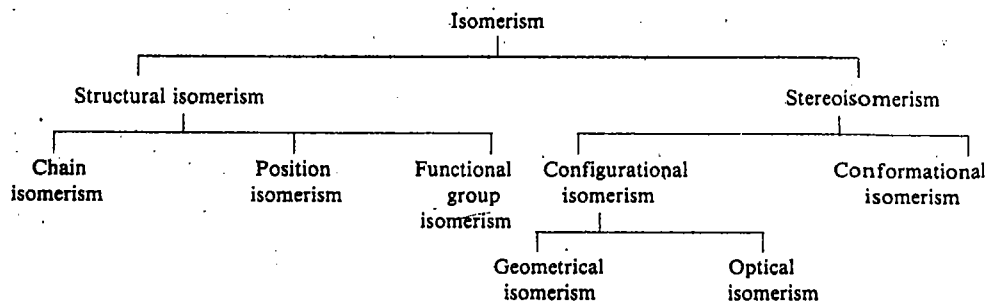 Isomerism
Structural isomerism
Stereoisomerism
Chain
isomerism
Position
isomerism
Functional
group
isomerism
Configurational
isomerism
Conformational
isomerism
Geometrical
isomerism
Optical
isomerism